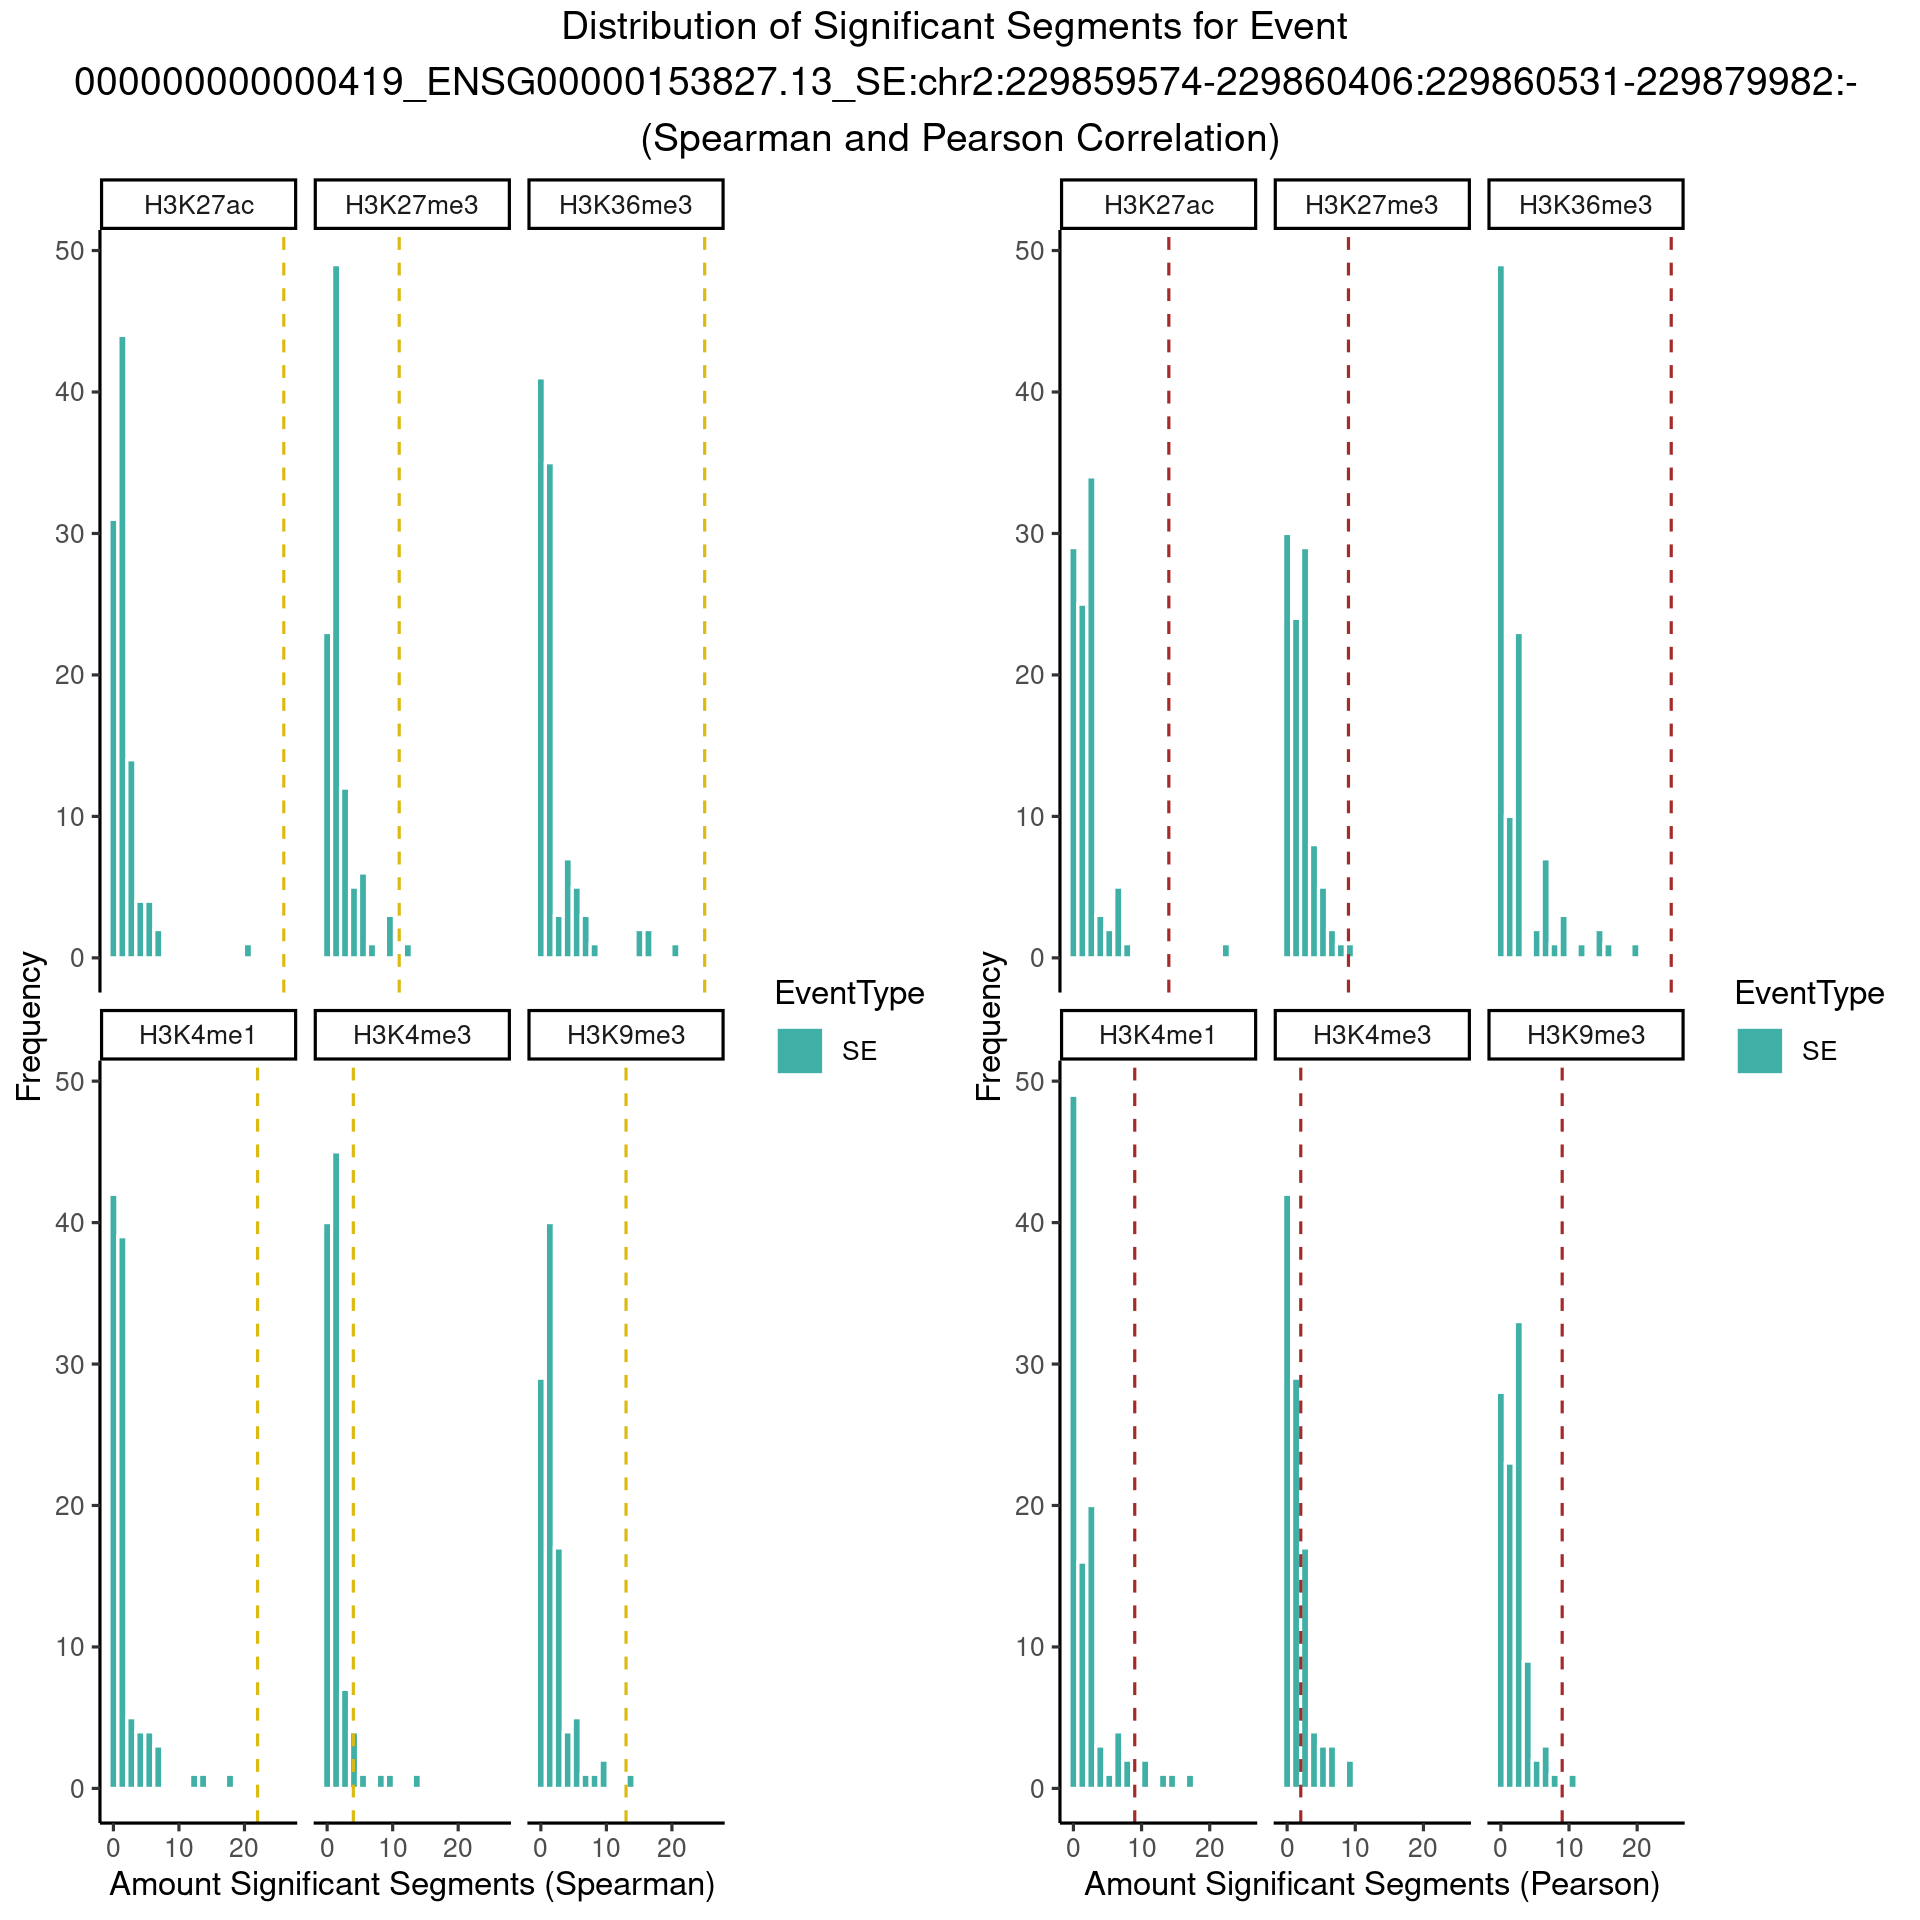 Distribution of Significant Segments for Event
000000000000419_ENSG00000153827.13_SE:chr2:229859574-229860406:229860531-229879982:-
(Spearman and Pearson Correlation)
H3K27ac H3K27me3 H3K36me3
50
40
30
20
10
0
H3K4me1 H3K4me3 H3K9me3
50
40
30
20
10
0
0 10 20 0 10 20 0 10 20
Frequency
Amount Significant Segments (Spearman)
EventType
SE
H3K27ac H3K27me3 H3K36me3
50
40
30
20
10
0
H3K4me1 H3K4me3 H3K9me3
50
40
30
20
10
0
0 10 20 0 10 20 0 10 20
Frequency
Amount Significant Segments (Pearson)
EventType
SE